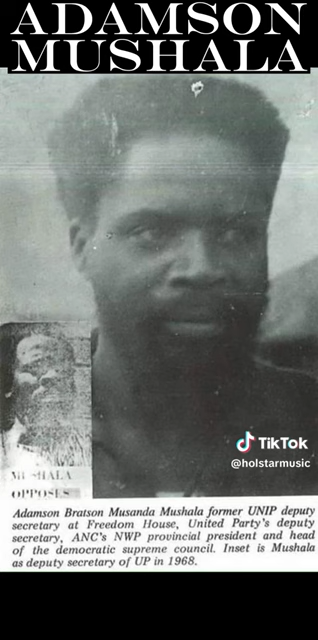 ADAMSON
MUSHALA
TikTok
@holstarmusic
MUSHALA
OPPOSES
Adamson Bratson Musanda Mushala former UNIP deputy
secretary at Freedom House, United Party's deputy
secretary, ANC's NWP provincial president and head
of the democratic supreme council. Inset is Mushala
as deputy secretary of UP in 1968.